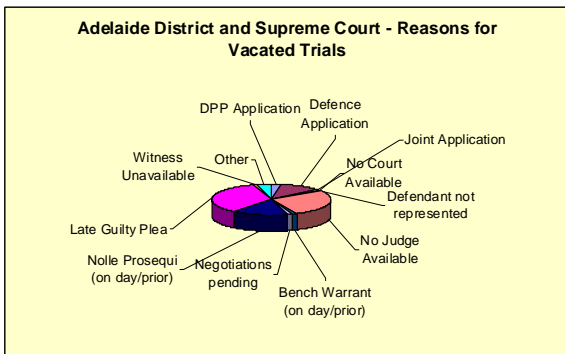 Adelaide District and Supreme Court - Reasons for
Vacated Trials
DPP Application
Defence
Application
Joint Application
Witness
Unavailable
Other
No Court
Available
Defendant not
represented
Late Guilty Plea
No Judge
Available
Nolle Prosequi
(on day/prior)
Negotiations
pending
Bench Warrant
(on day/prior)